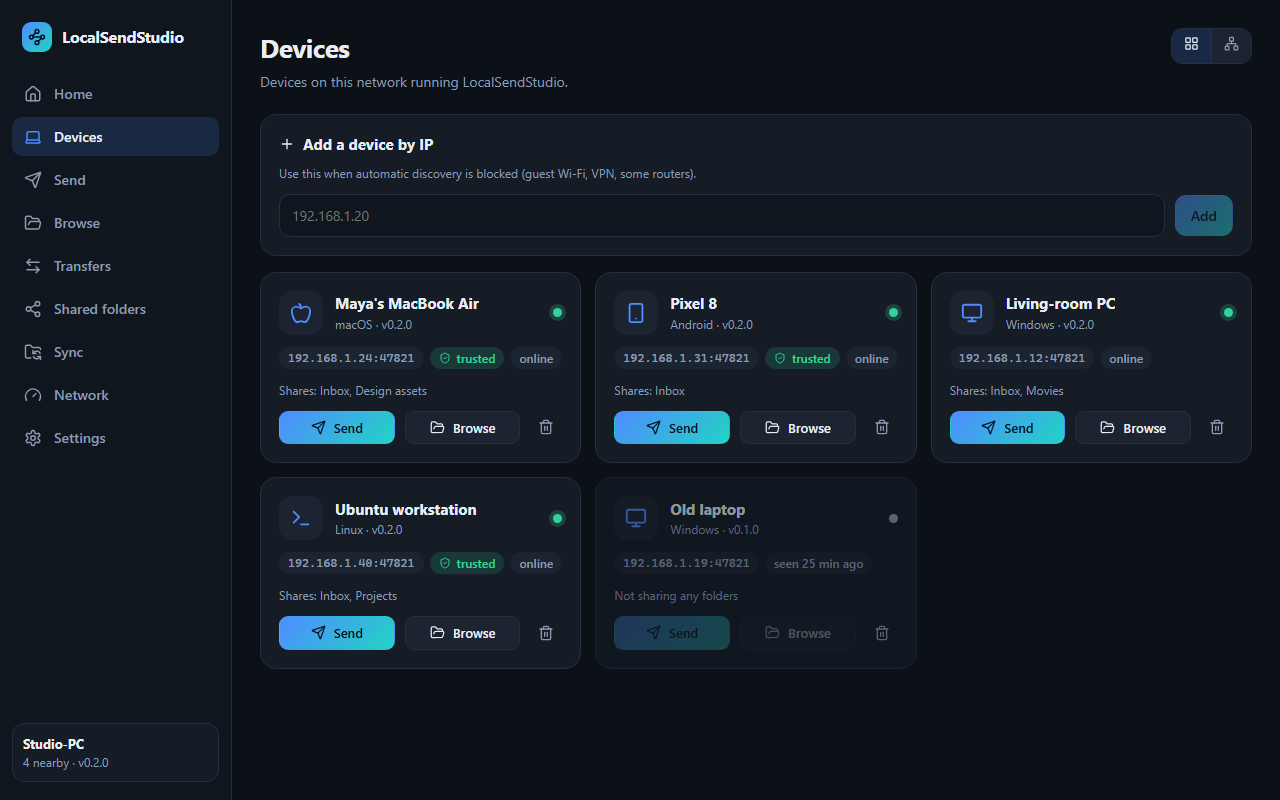 LocalSendStudio
Home
Devices
Send
Browse
Transfers
Shared folders
Sync
Network
Settings
Studio-PC
4 nearby · v0.2.0
Devices
Devices on this network running LocalSendStudio.
Add a device by IP
Use this when automatic discovery is blocked (guest Wi-Fi, VPN, some routers).
192.168.1.20
Add
Maya's MacBook Air
macOS · v0.2.0
192.168.1.24:47821 trusted online
Shares: Inbox, Design assets
Send Browse
Pixel 8
Android · v0.2.0
192.168.1.31:47821 trusted online
Shares: Inbox
Send Browse
Living-room PC
Windows · v0.2.0
192.168.1.12:47821 online
Shares: Inbox, Movies
Send Browse
Ubuntu workstation
Linux · v0.2.0
192.168.1.40:47821 trusted online
Shares: Inbox, Projects
Send Browse
Old laptop
Windows · v0.1.0
192.168.1.19:47821 seen 25 min ago
Not sharing any folders
Send Browse